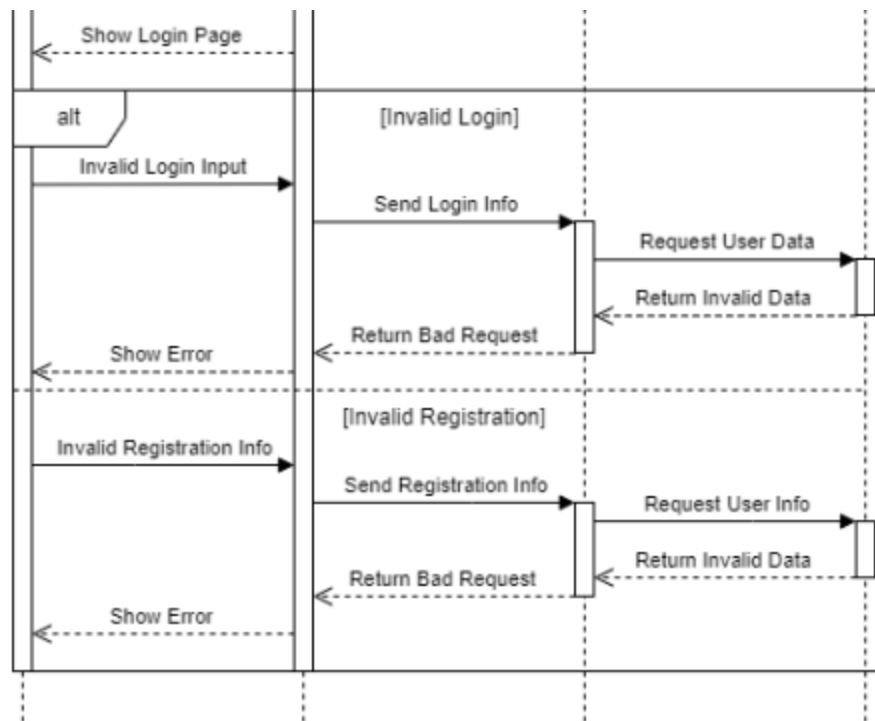 Show Login Page
alt
[Invalid Login]
Invalid Login Input
Send Login Info
Request User Data
Return Invalid Data
Return Bad Request
Show Error
[Invalid Registration]
Invalid Registration Info
Send Registration Info
Request User Info
Return Invalid Data
Return Bad Request
Show Error